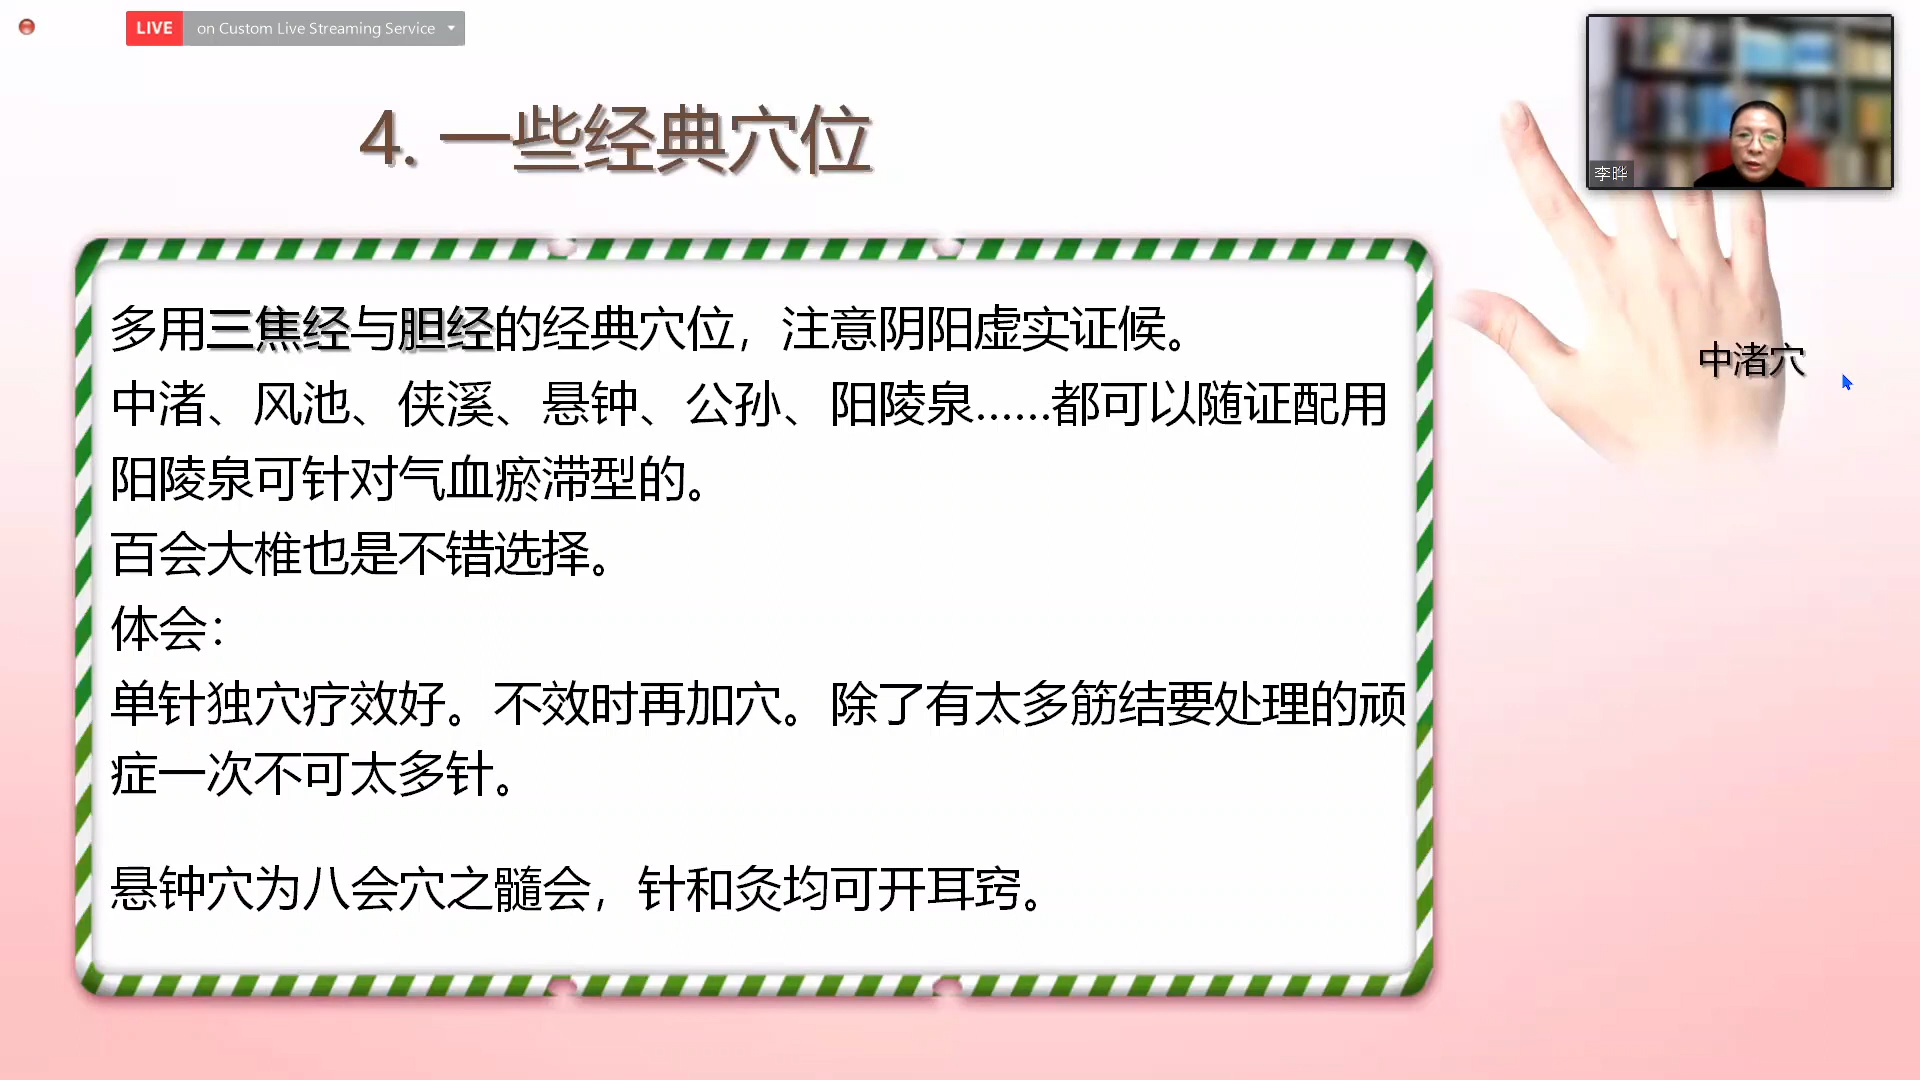 LIVE on Custom Live Streaming Service
李晔
4. 一些经典穴位
多用三焦经与胆经的经典穴位，注意阴阳虚实证候。
中渚、风池、侠溪、悬钟、公孙、阳陵泉......都可以随证配用
阳陵泉可针对气血瘀滞型的。
百会大椎也是不错选择。
体会：
单针独穴疗效好。不效时再加穴。除了有太多筋结要处理的顽
症一次不可太多针。
悬钟穴为八会穴之髓会，针和灸均可开耳窍。
中渚穴